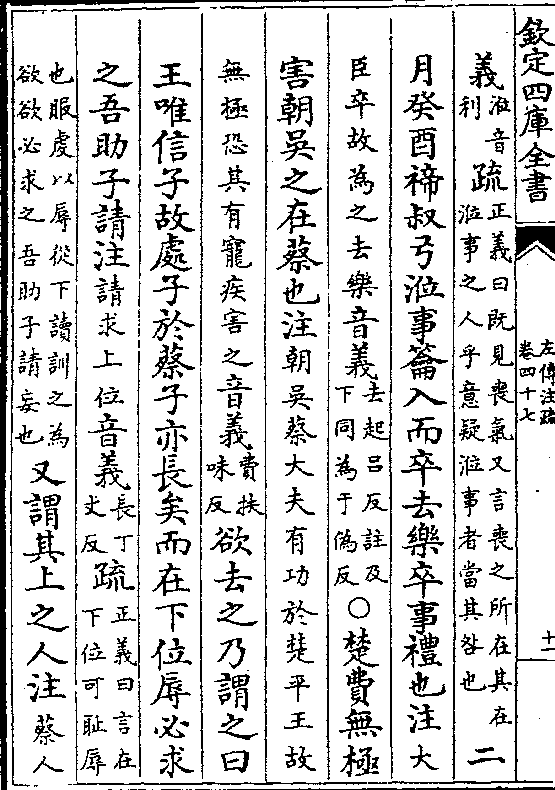 欽定四庫全書
左傳注疏
卷四十七
十一
義涖音利疏正義曰既見喪氣又言喪之所在其在涖事之人乎意疑涖事者當其咎也二
月癸酉禘叔弓涖事籥入而卒去樂卒事禮也注大
臣卒故為之去樂音義去起呂反註及下同為于偽反○楚費無極
害朝吳之在蔡也注朝吳蔡大夫有功於楚平王故
無極恐其有寵疾害之音義費扶味反欲去之乃謂之曰
王唯信子故處子於蔡子亦長矣而在下位辱必求
之吾助子請注請求上位音義長丁丈反疏正義曰言在下位可恥辱
也服虔以辱從下讀訓之為欲欲必求之吾助子請妄也又謂其上之人注蔡人